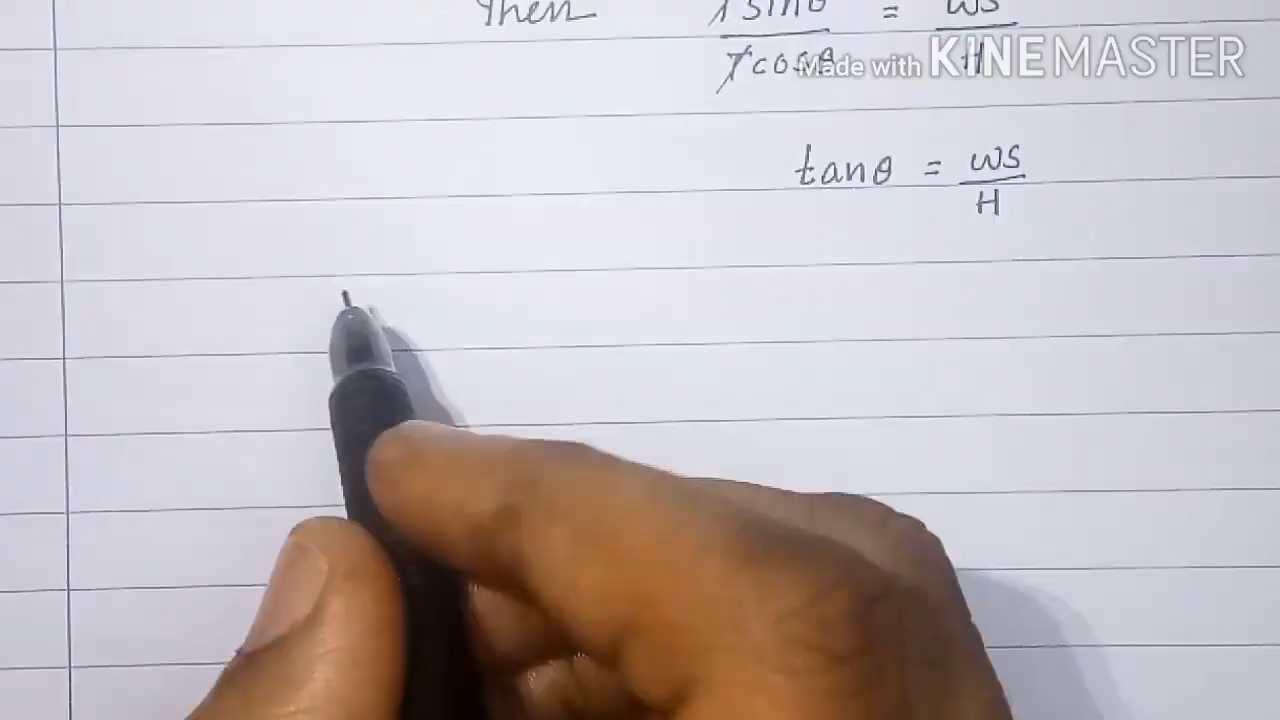 Then T sinθ = ws
T cosθ H
Made with KINEMASTER
tanθ = ws
H